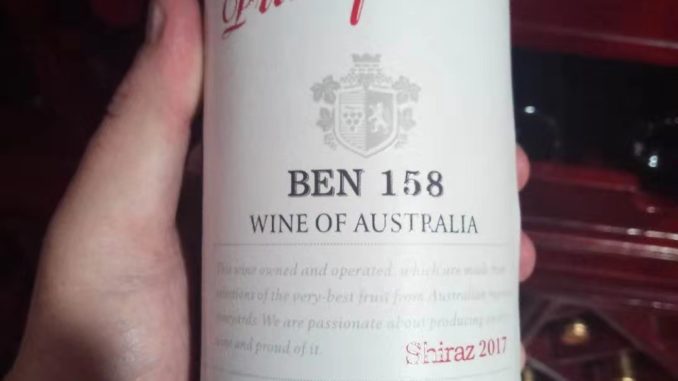 BEN 158
WINE OF AUSTRALIA
This wine owned and operated, which are made from
selections of the very-best fruit from Australian
vineyards. We are passionate about producing
wine and proud of it.
Shiraz 2017